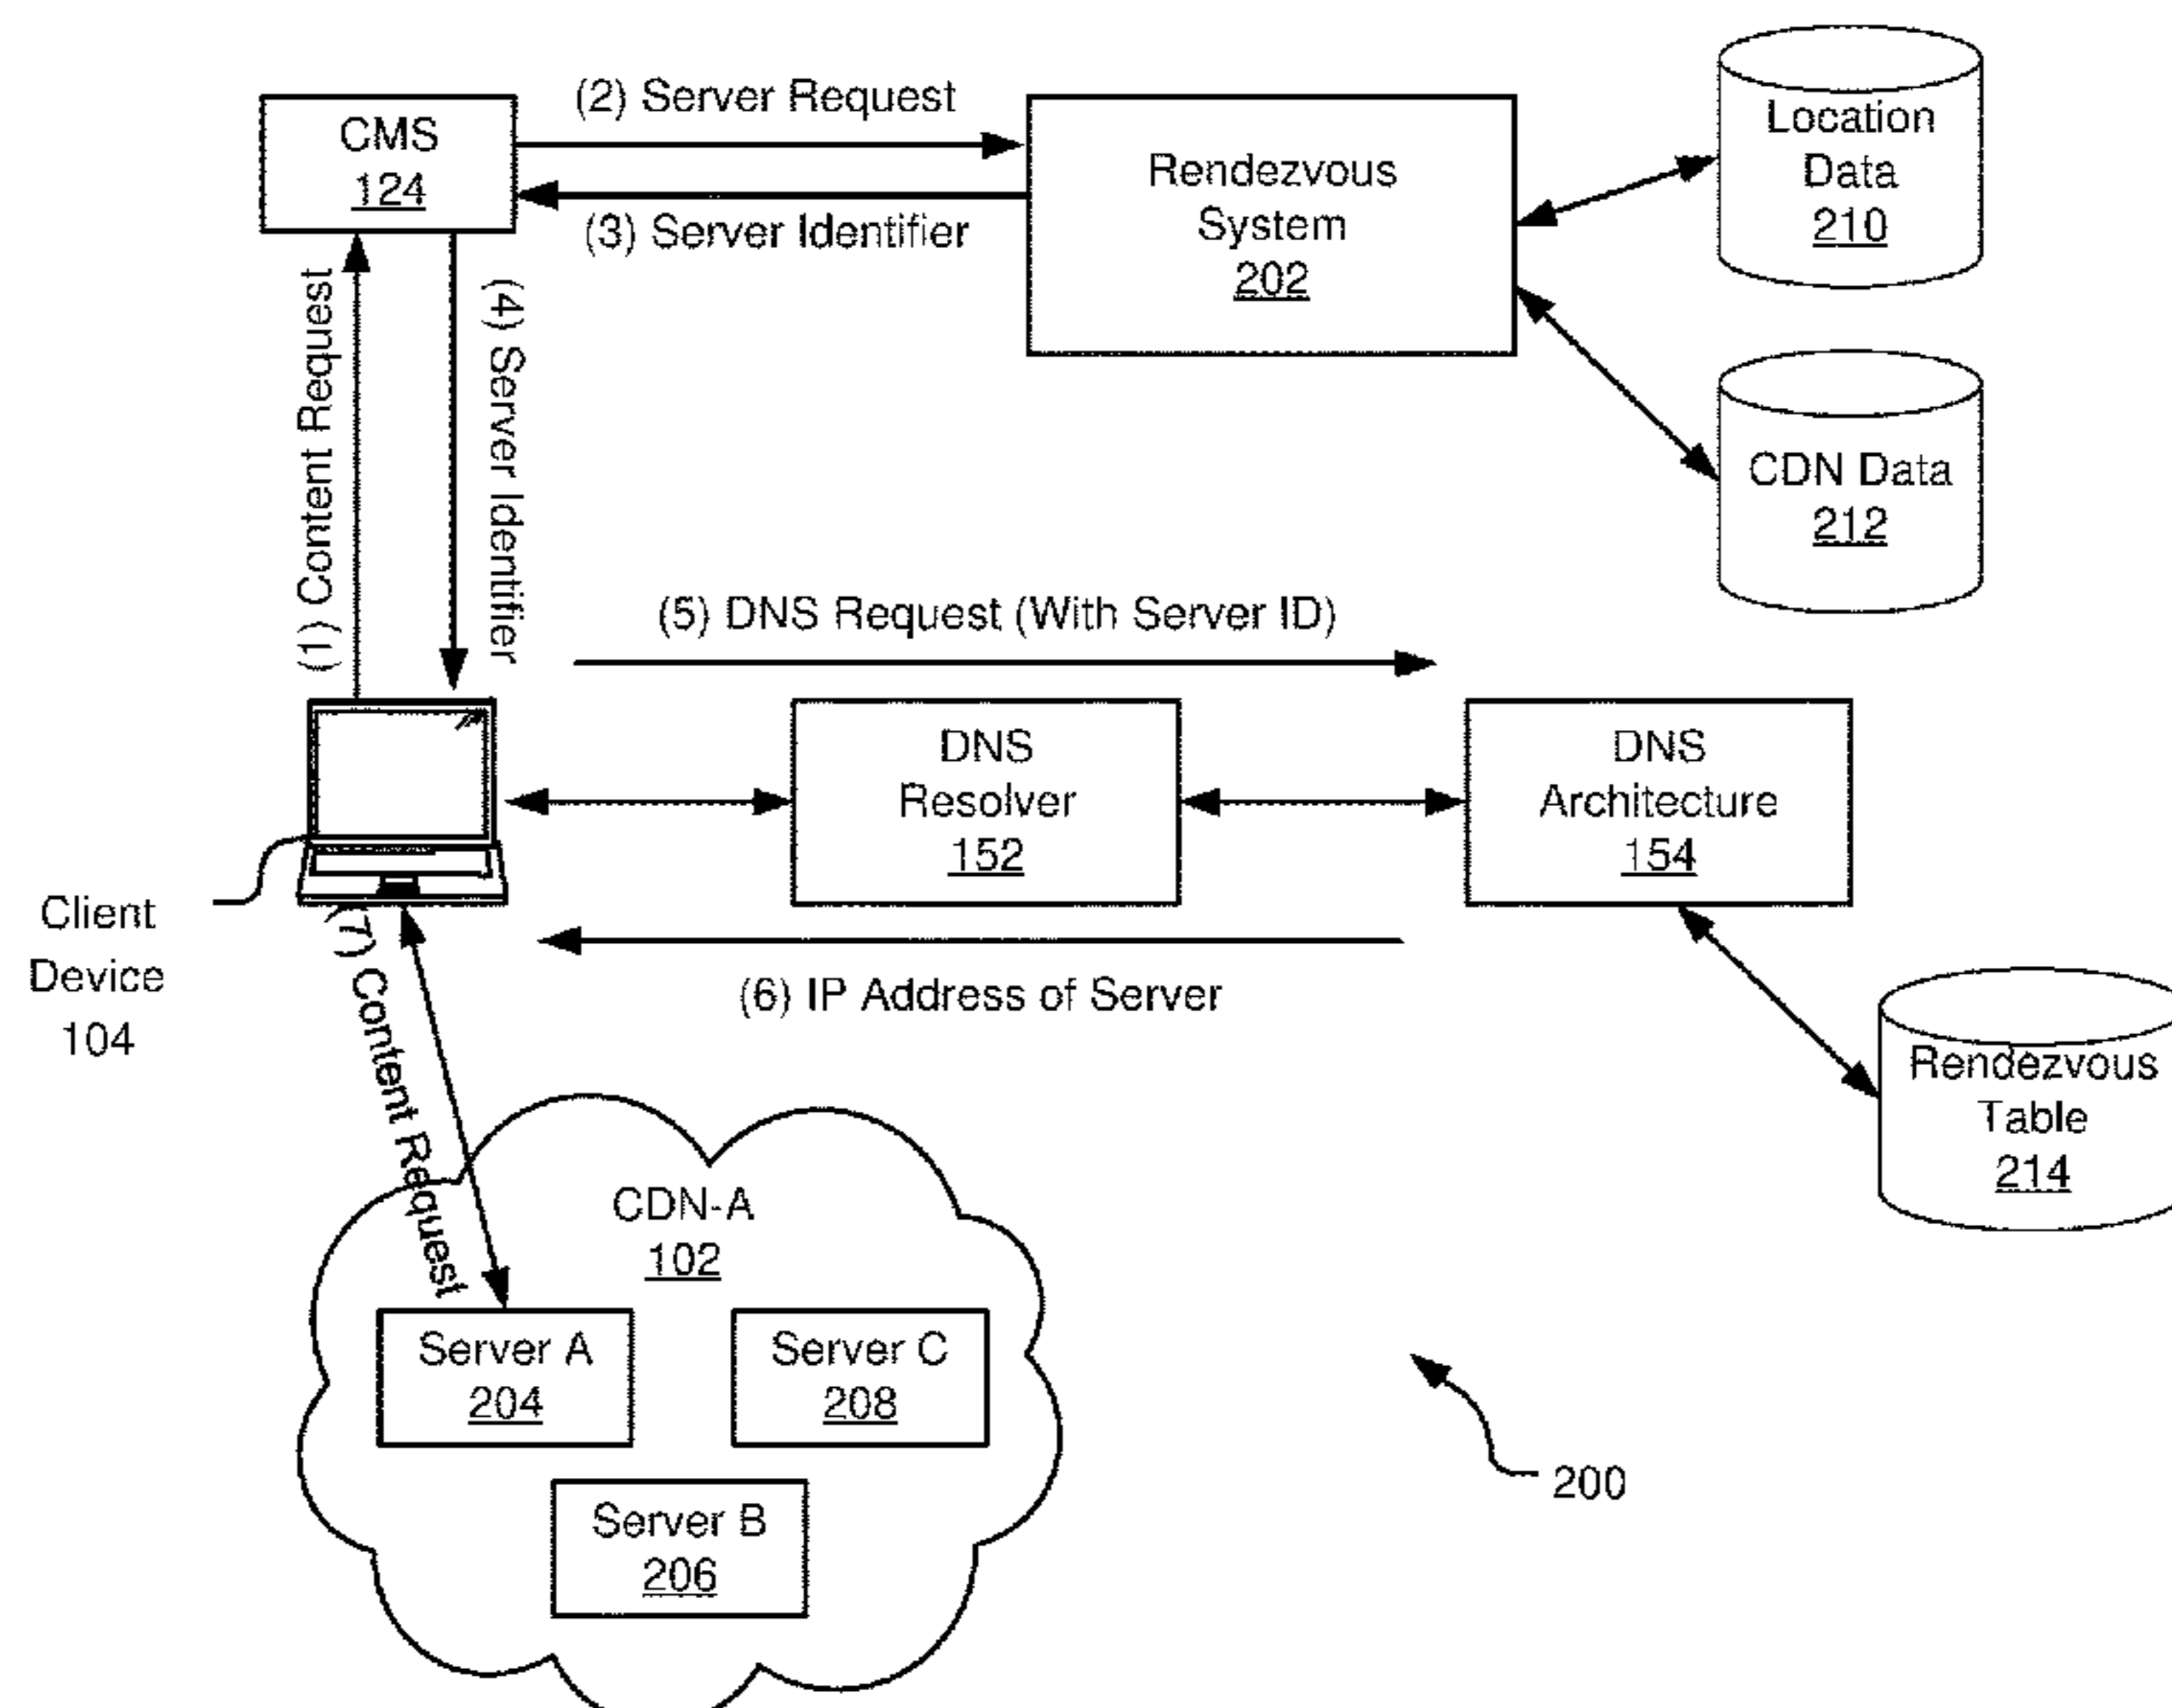 (2) Server Request
CMS
124
Rendezvous
System
202
(3) Server Identifier
Location
Data
210
(1) Content Request
(4) Server Identifier
CDN Data
212
(5) DNS Request (With Server ID)
DNS
Resolver
152
DNS
Architecture
154
Client
Device
104
(6) IP Address of Server
(7) Content Request
Rendezvous
Table
214
CDN-A
102
Server A
204
Server C
208
Server B
206
200